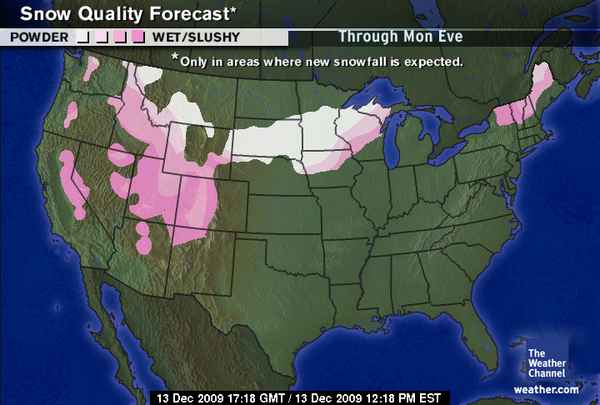 Snow Quality Forecast*
POWDER WET/SLUSHY Through Mon Eve
*Only in areas where new snowfall is expected.
The
Weather
Channel
weather.com
13 Dec 2009 17:18 GMT / 13 Dec 2009 12:18 PM EST